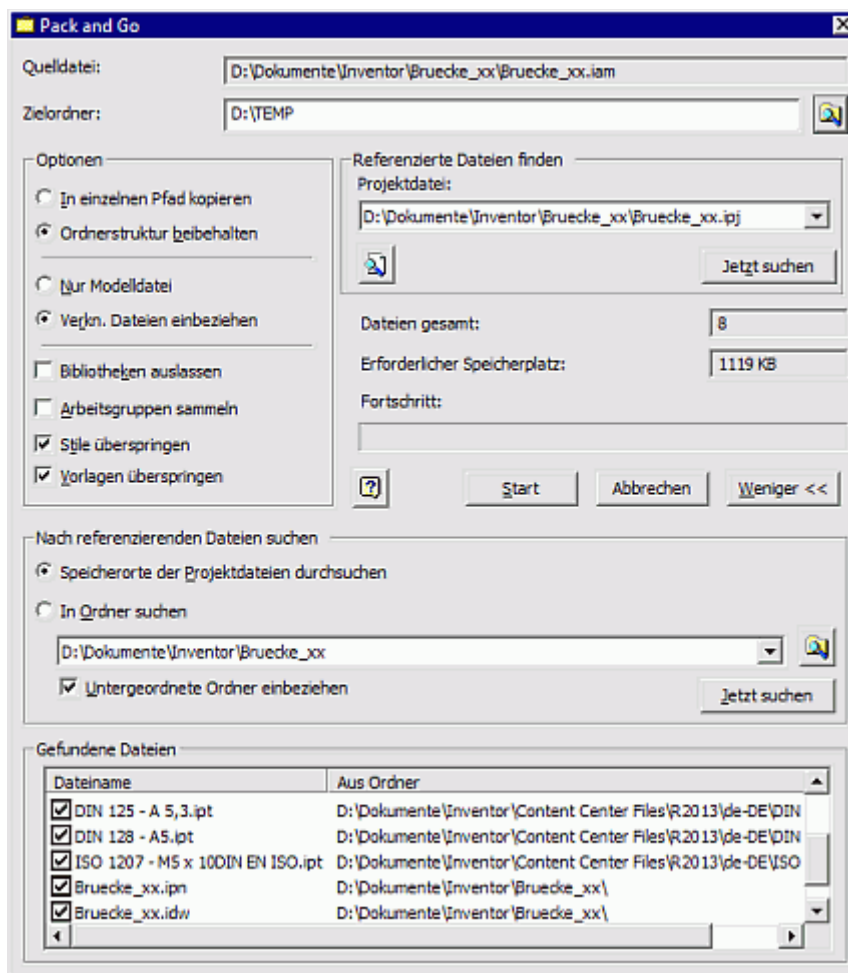 Pack and Go
Quelldatei:
D:\Dokumente\Inventor\Bruecke_xx\Bruecke_xx.iam
Zielordner:
D:\TEMP
Optionen
In einzelnen Pfad kopieren
Ordnerstruktur beibehalten
Nur Modelldatei
Verkn. Dateien einbeziehen
Bibliotheken auslassen
Arbeitsgruppen sammeln
Stile überspringen
Vorlagen überspringen
Referenzierte Dateien finden
Projektdatei:
D:\Dokumente\Inventor\Bruecke_xx\Bruecke_xx.ipj
Jetzt suchen
Dateien gesamt: 8
Erforderlicher Speicherplatz: 1119 KB
Fortschritt:
Start Abbrechen Weniger <<
Nach referenzierenden Dateien suchen
Speicherorte der Projektdateien durchsuchen
In Ordner suchen
D:\Dokumente\Inventor\Bruecke_xx
Untergeordnete Ordner einbeziehen
Jetzt suchen
Gefundene Dateien
Dateiname Aus Ordner
DIN 125 - A 5,3.ipt D:\Dokumente\Inventor\Content Center Files\R2013\de-DE\DIN
DIN 128 - A5.ipt D:\Dokumente\Inventor\Content Center Files\R2013\de-DE\DIN
ISO 1207 - M5 x 10DIN EN ISO.ipt D:\Dokumente\Inventor\Content Center Files\R2013\de-DE\ISO
Bruecke_xx.ipn D:\Dokumente\Inventor\Bruecke_xx\
Bruecke_xx.idw D:\Dokumente\Inventor\Bruecke_xx\